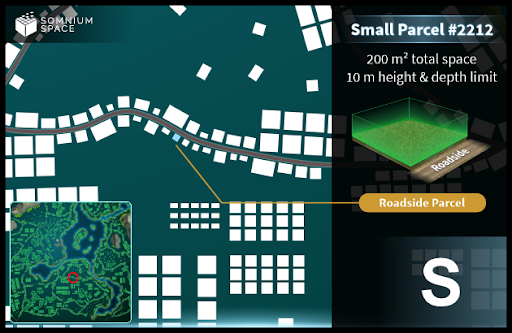 SOMNIUM
SPACE
Small Parcel #2212
200 m² total space
10 m height & depth limit
Roadside
Roadside Parcel
S